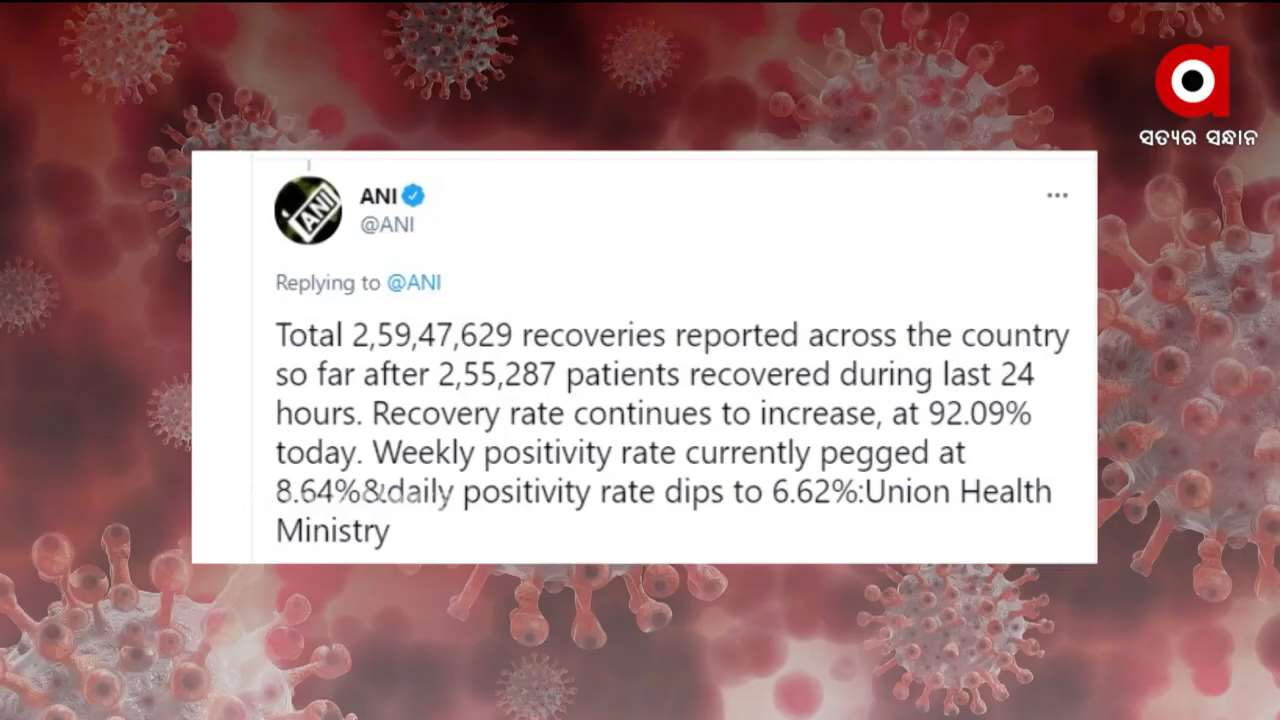 ସତ୍ୟର ସନ୍ଧାନ
ANI
ANI
@ANI
Replying to @ANI
Total 2,59,47,629 recoveries reported across the country
so far after 2,55,287 patients recovered during last 24
hours. Recovery rate continues to increase, at 92.09%
today. Weekly positivity rate currently pegged at
8.64%&daily positivity rate dips to 6.62%:Union Health
Ministry